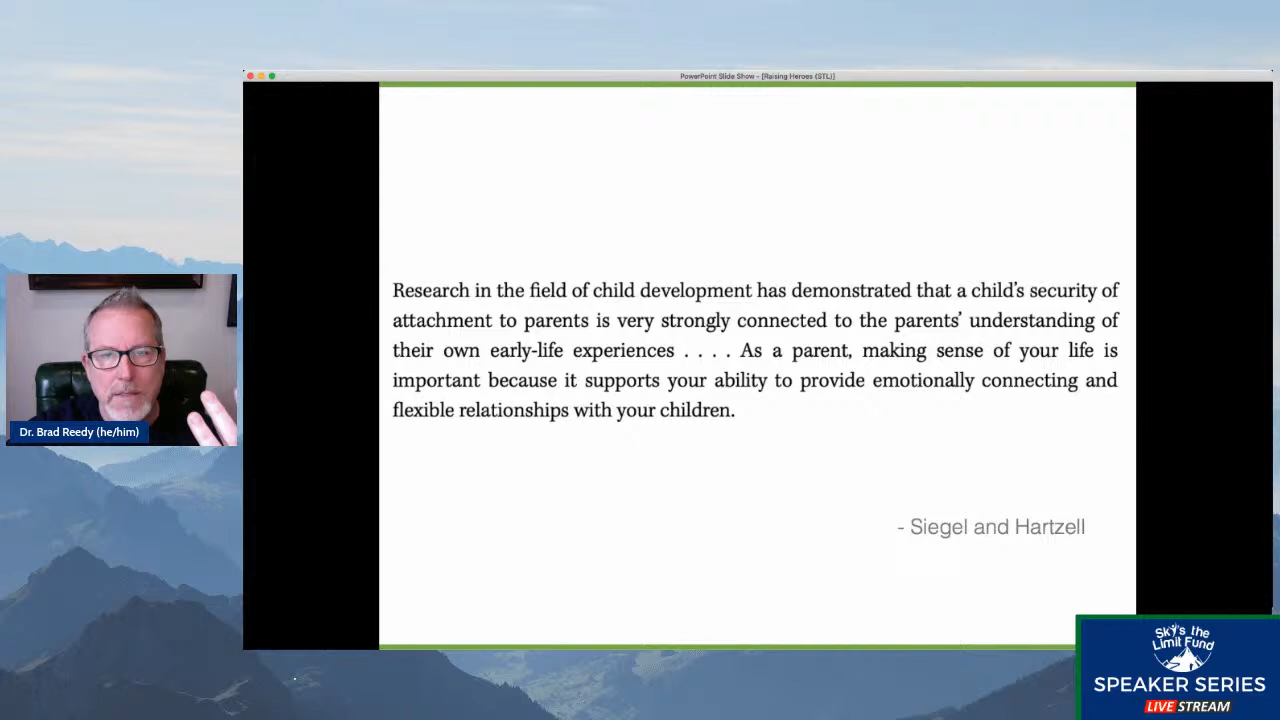 PowerPoint Slide Show - [Raising Heroes (STL)]
Research in the field of child development has demonstrated that a child’s security of
attachment to parents is very strongly connected to the parents’ understanding of
their own early-life experiences . . . . As a parent, making sense of your life is
important because it supports your ability to provide emotionally connecting and
flexible relationships with your children.
- Siegel and Hartzell
Dr. Brad Reedy (he/him)
Sky's the
Limit Fund
SPEAKER SERIES
LIVE STREAM